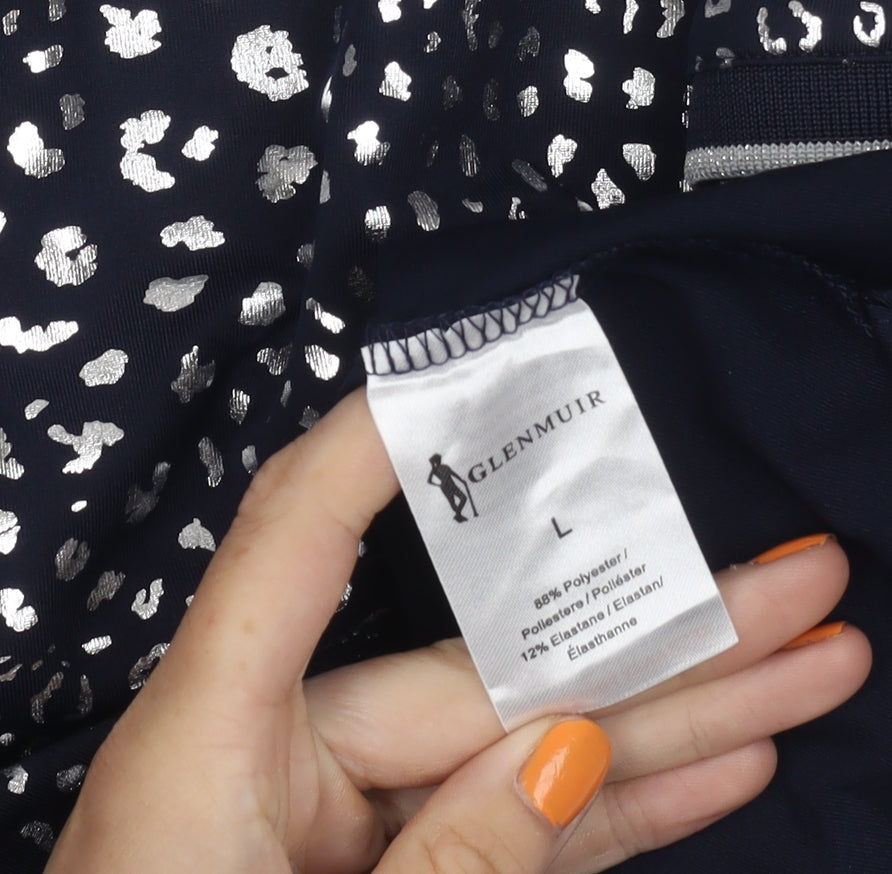 GLENMUIR
L
88% Polyester /
Poliestere / Poliéster
12% Elastane / Elastan/
Élasthanne